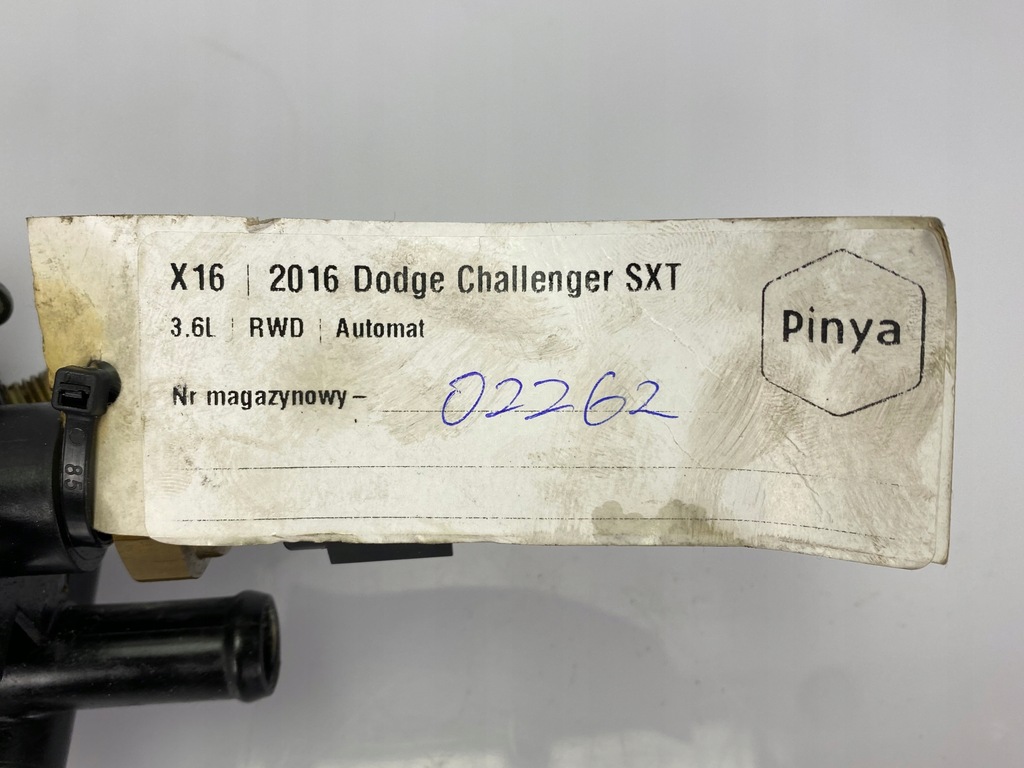 X16 | 2016 Dodge Challenger SXT
3.6L | RWD | Automat
Pinya
Nr magazynowy – 02262
85